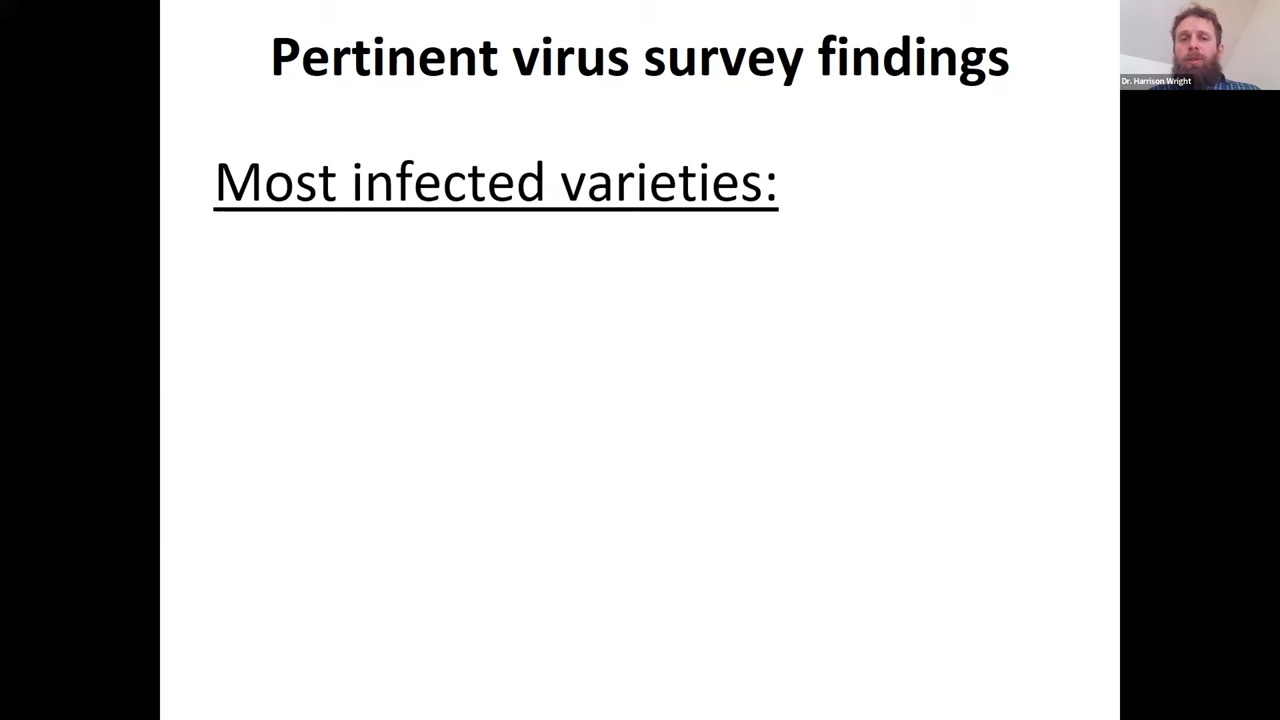 Pertinent virus survey findings
Dr. Harrison Wright
Most infected varieties: